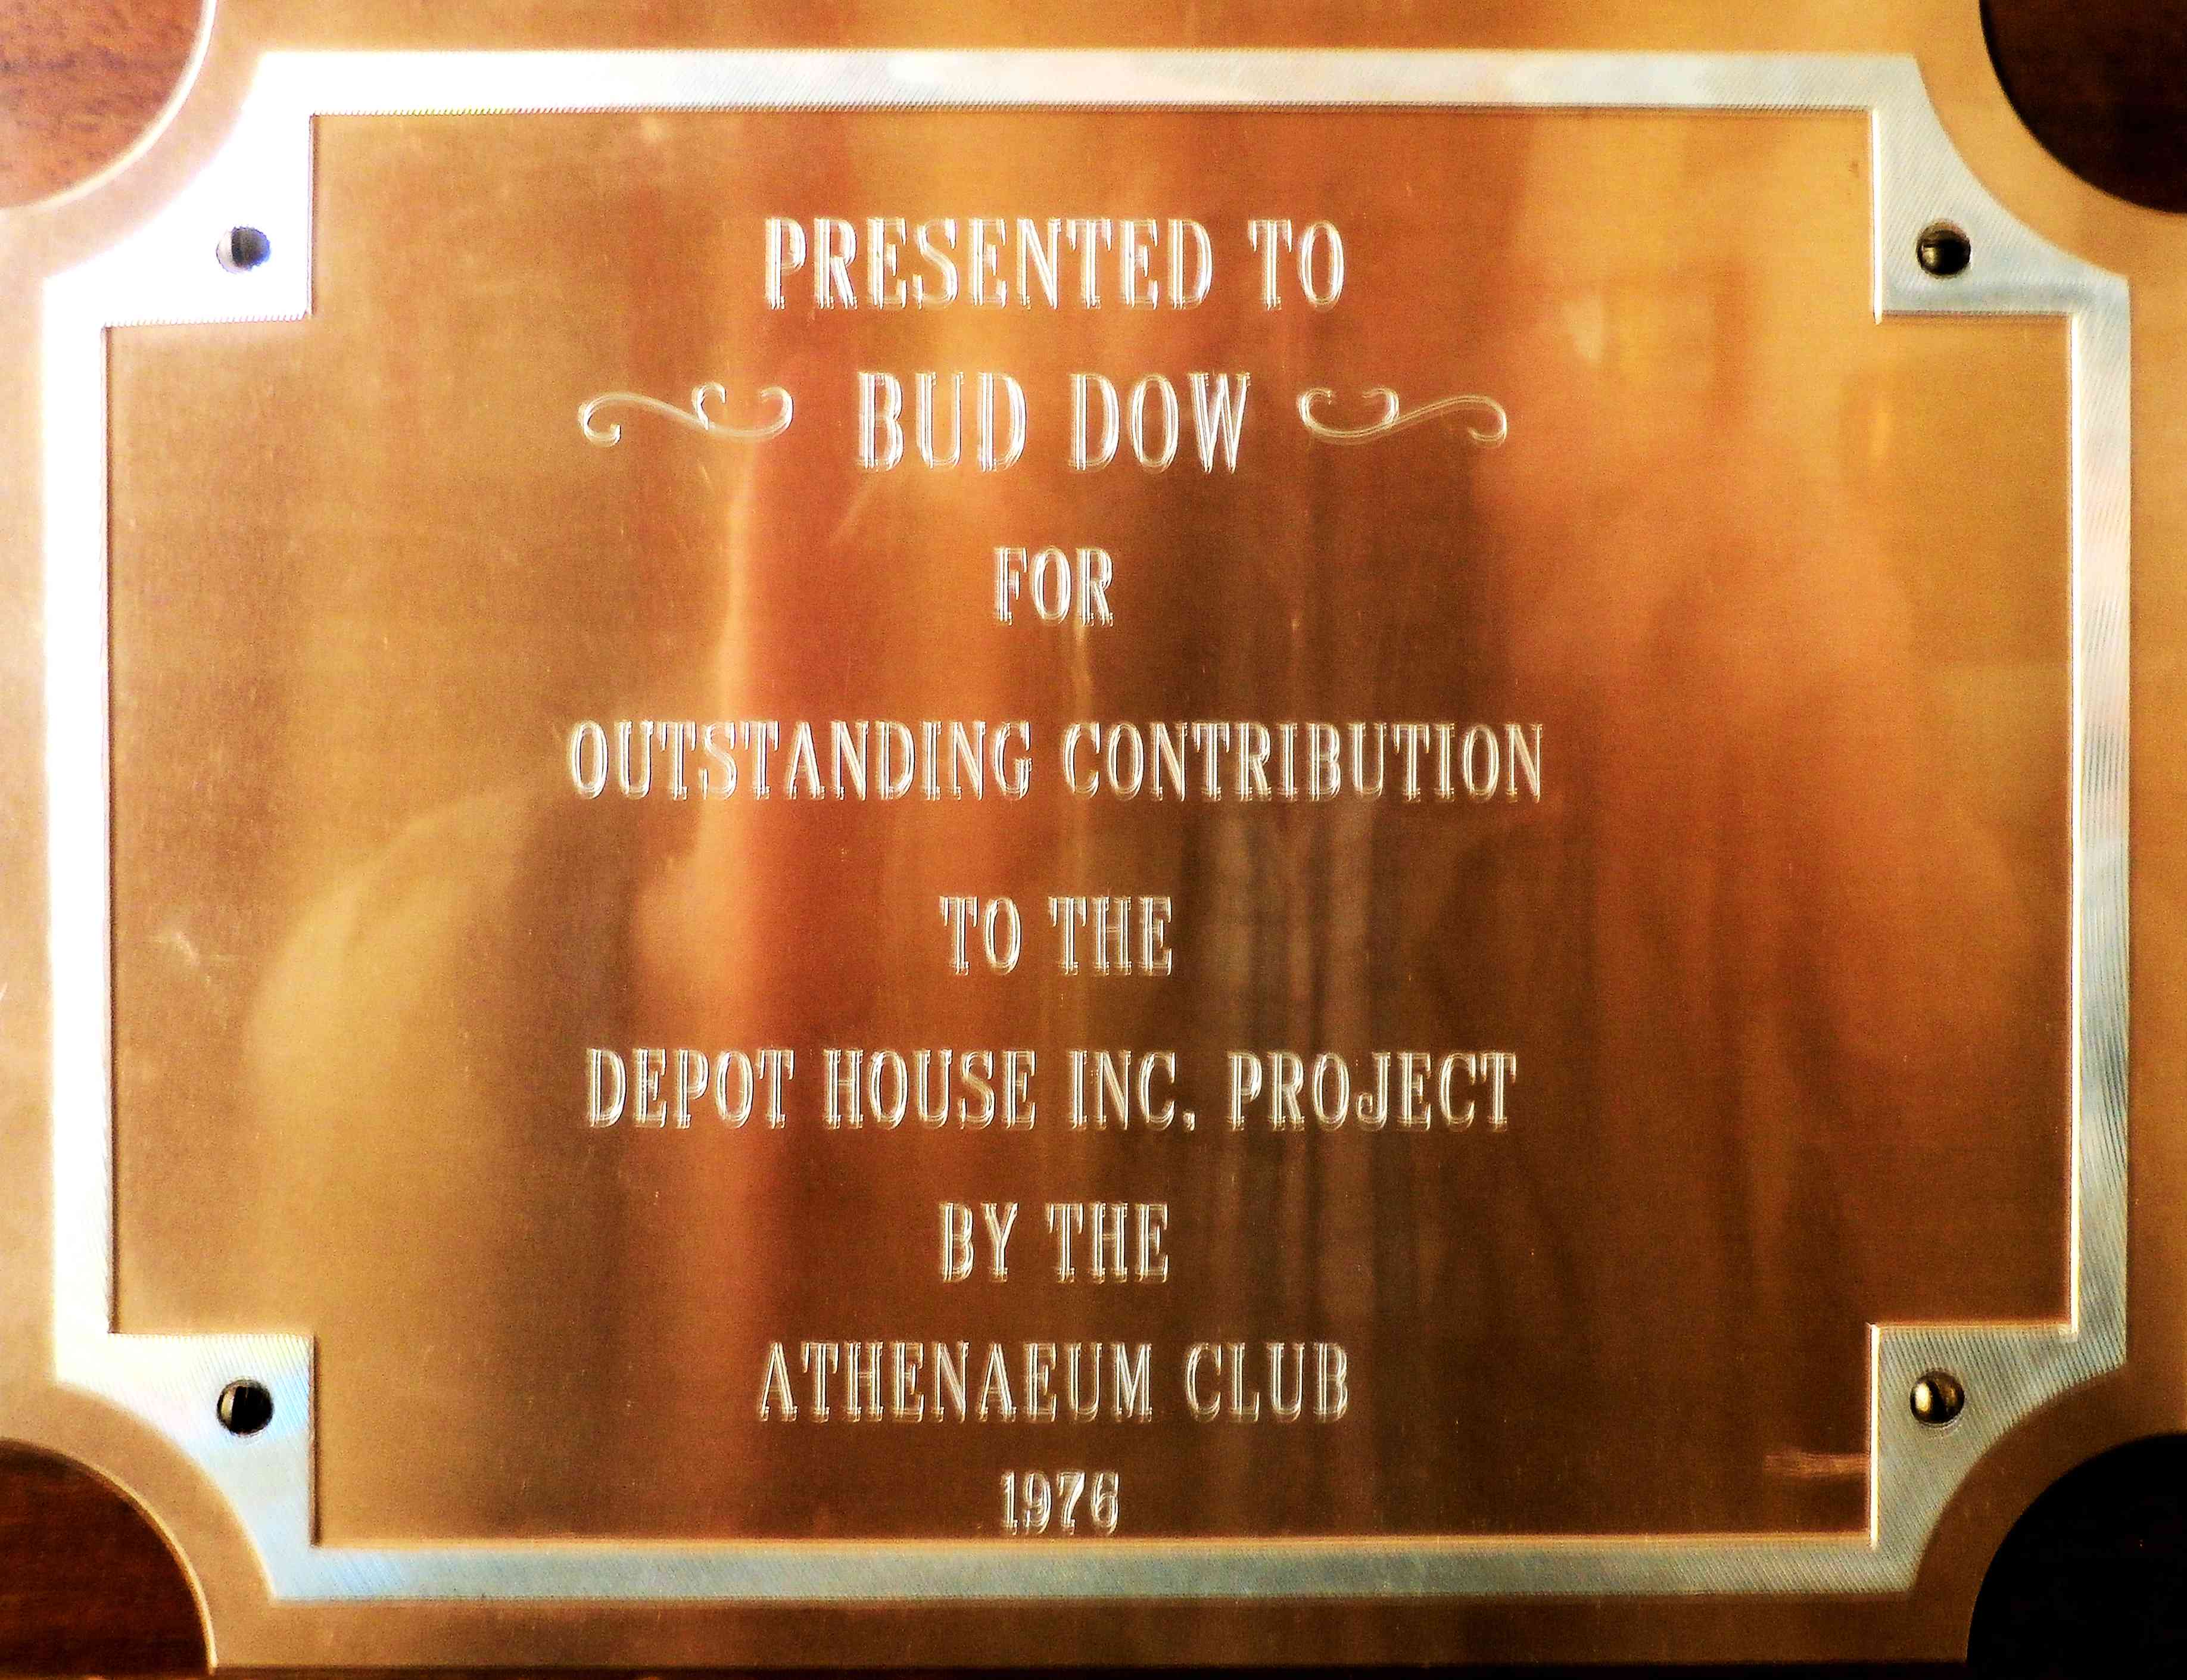 PRESENTED TO
BUD DOW
FOR
OUTSTANDING CONTRIBUTION
TO THE
DEPOT HOUSE INC. PROJECT
BY THE
ATHENAEUM CLUB
1976